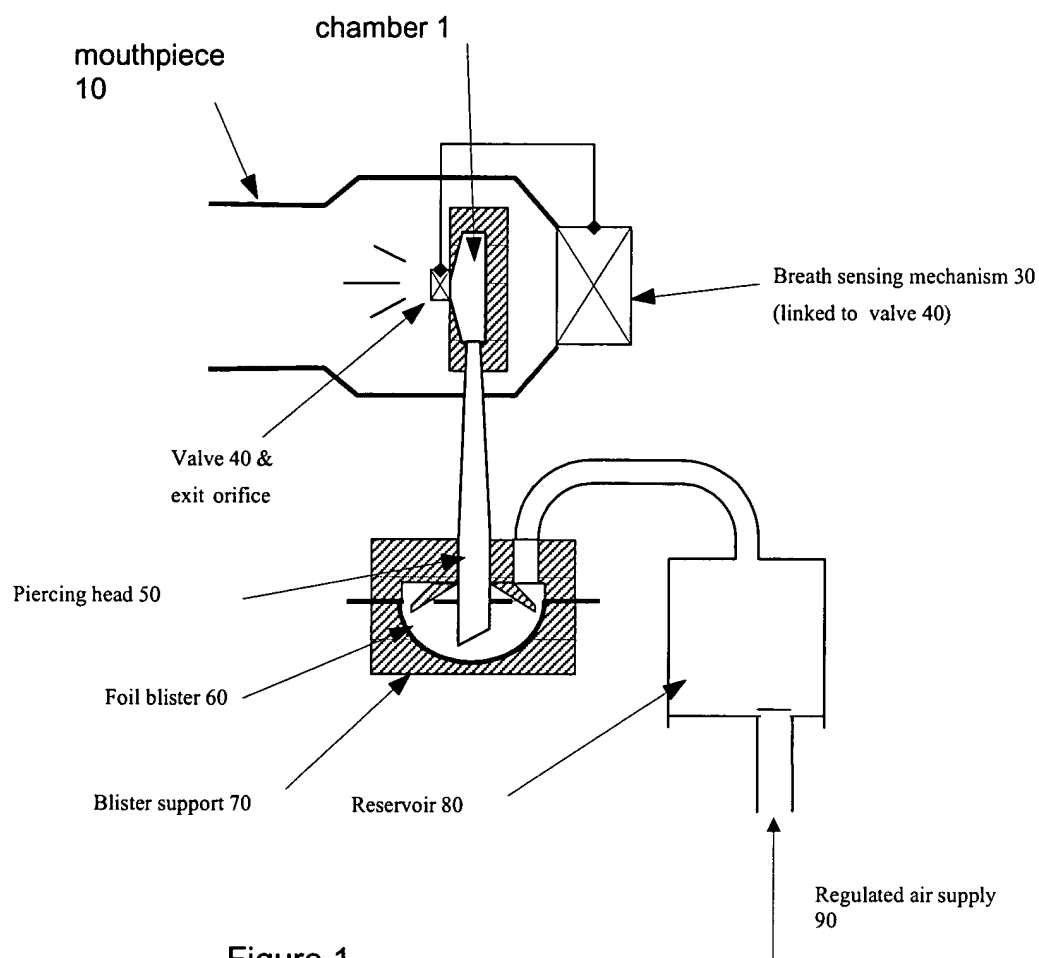 chamber 1
mouthpiece
10
Breath sensing mechanism 30
(linked to valve 40)
Valve 40 &
exit orifice
Piercing head 50
Foil blister 60
Blister support 70
Reservoir 80
Regulated air supply
90
Figure 1